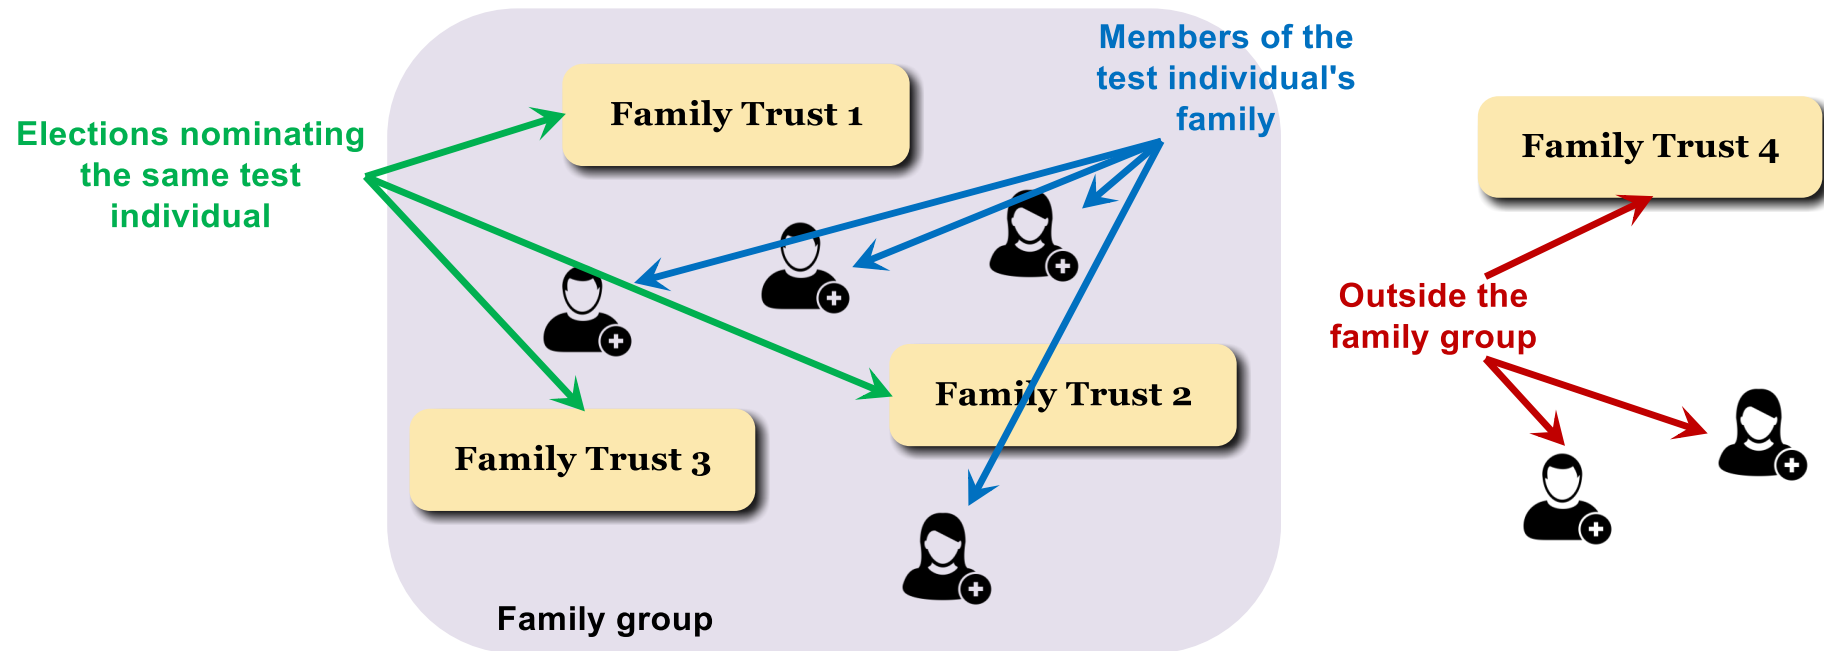 Elections nominating
the same test
individual
Family Trust 1
Members of the
test individual's
family
Family Trust 2
Family Trust 3
Family group
Family Trust 4
Outside the
family group